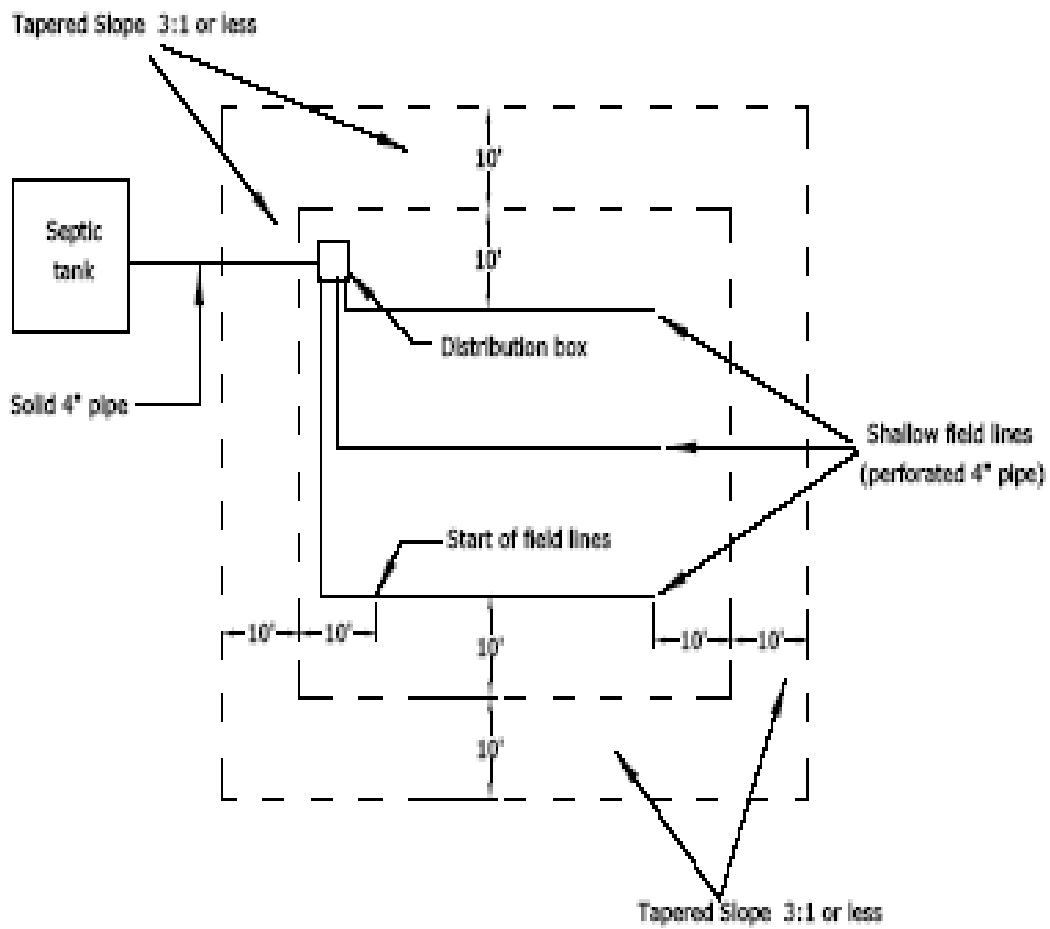 Tapered Slope 3:1 or less
10'
Septic
tank
10'
Distribution box
Solid 4" pipe
Shallow field lines
(perforated 4" pipe)
Start of field lines
10'
10'
10'
10'
10'
10'
Tapered Slope 3:1 or less